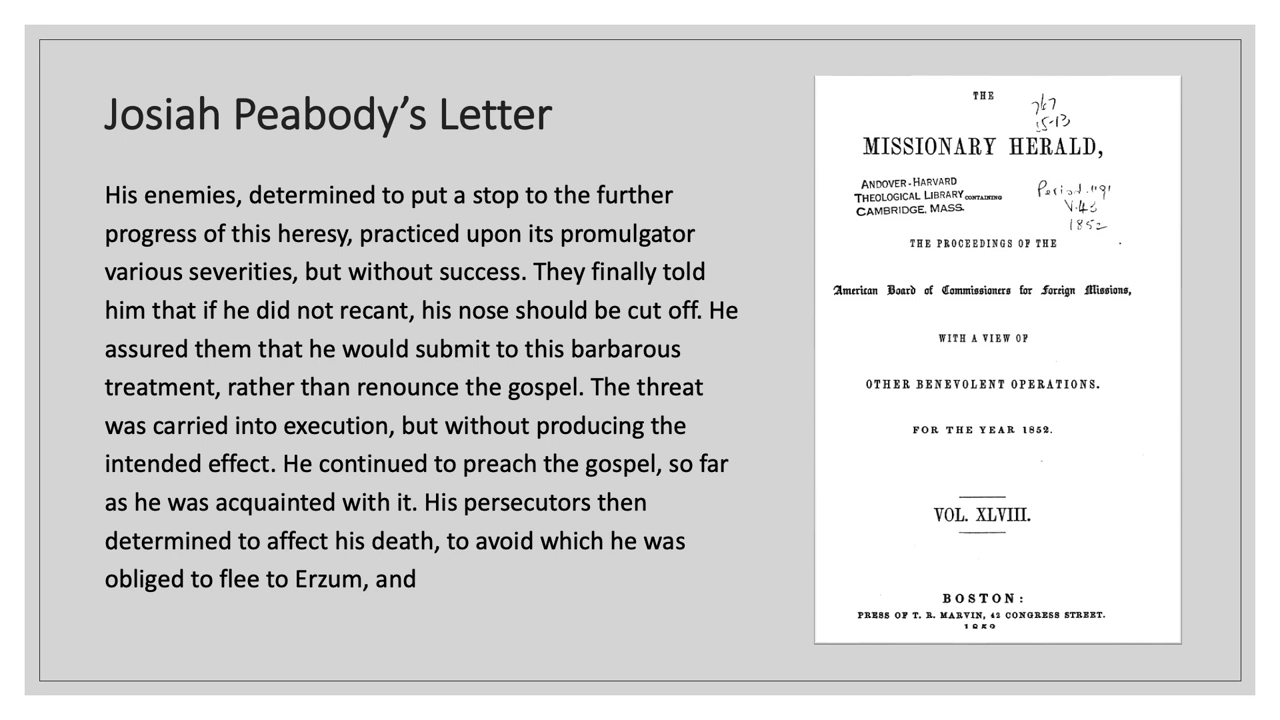 Josiah Peabody's Letter
His enemies, determined to put a stop to the further
progress of this heresy, practiced upon its promulgator
various severities, but without success. They finally told
him that if he did not recant, his nose should be cut off. He
assured them that he would submit to this barbarous
treatment, rather than renounce the gospel. The threat
was carried into execution, but without producing the
intended effect. He continued to preach the gospel, so far
as he was acquainted with it. His persecutors then
determined to affect his death, to avoid which he was
obliged to flee to Erzum, and
THE
MISSIONARY HERALD,
ANDOVER-HARVARD
THEOLOGICAL LIBRARY
CAMBRIDGE, MASS.
CONTAINING
Period.
1852
THE PROCEEDINGS OF THE
American Board of Commissioners for Foreign Missions,
WITH A VIEW OF
OTHER BENEVOLENT OPERATIONS.
FOR THE YEAR 1852.
VOL. XLVIII.
BOSTON:
PRESS OF T. R. MARVIN, 42 CONGRESS STREET.